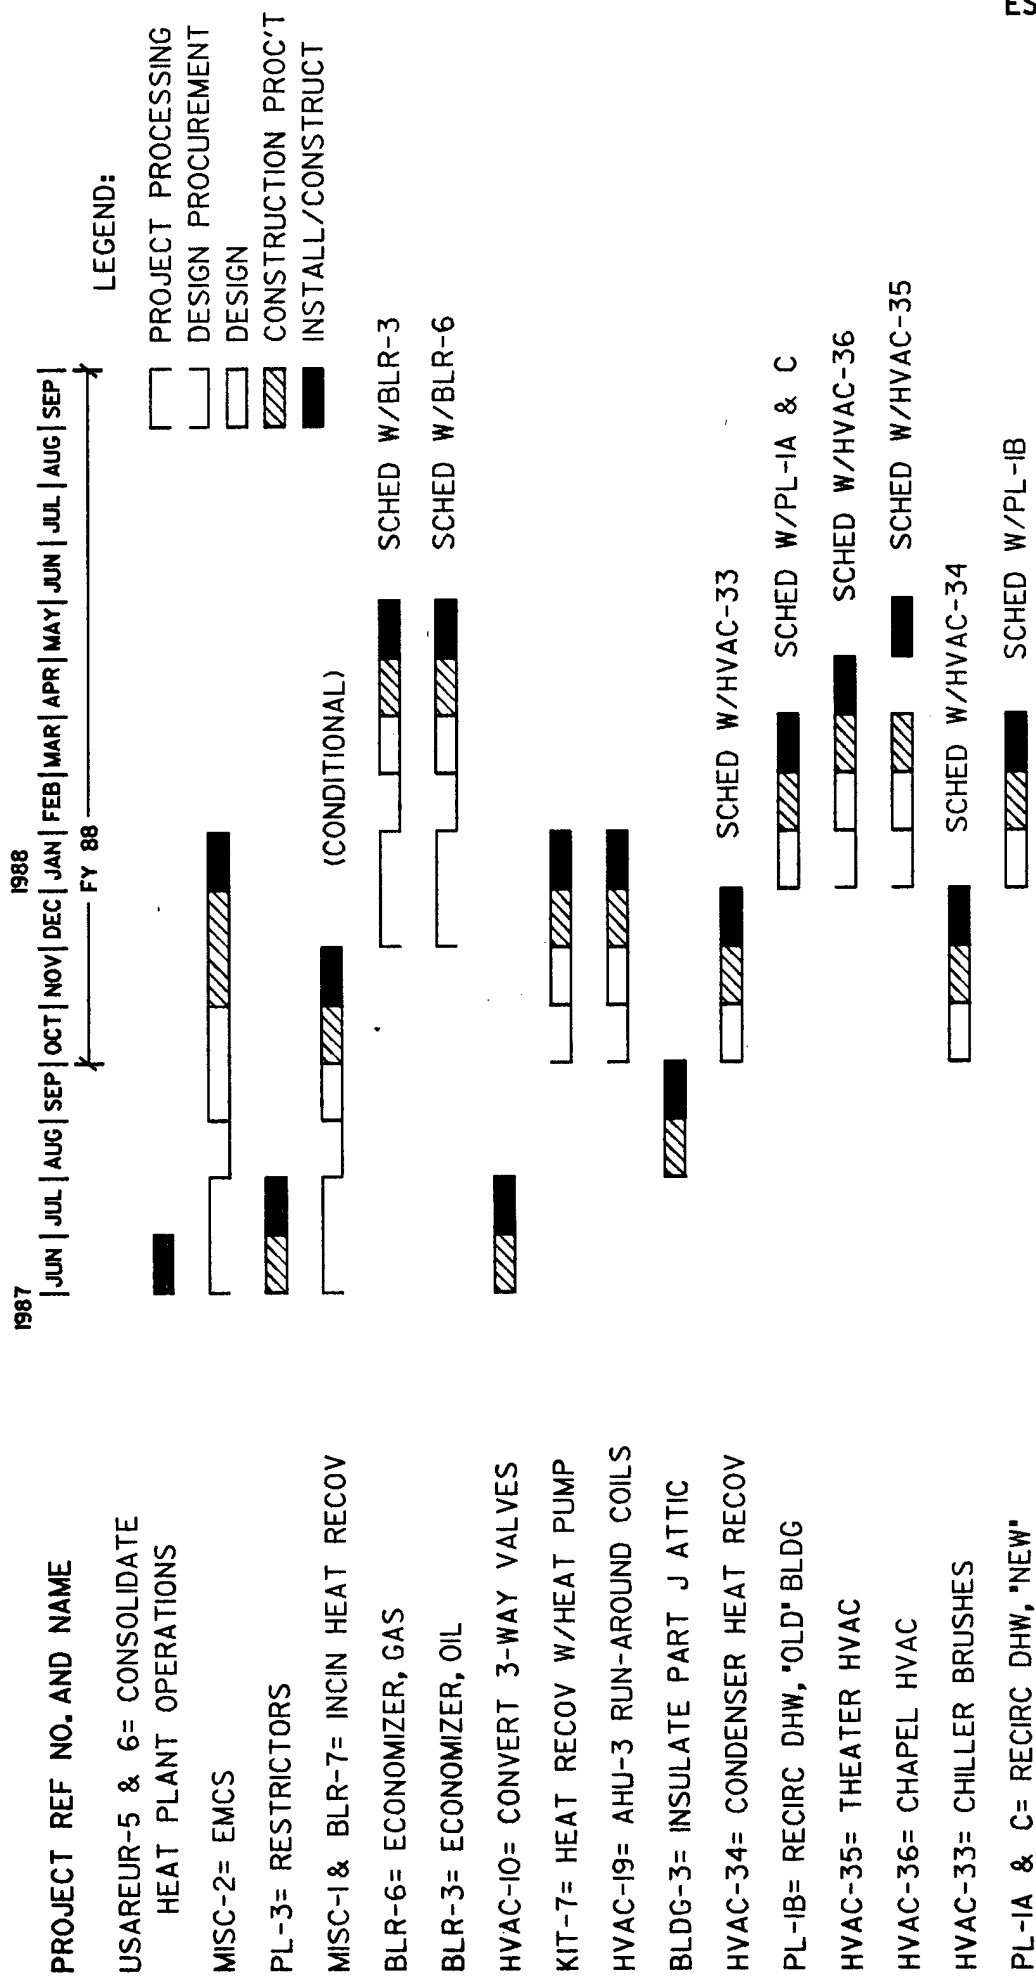 1987 1988
|JUN|JUL|AUG|SEP|OCT|NOV|DEC|JAN|FEB|MAR|APR|MAY|JUN|JUL|AUG|SEP|
FY 88
PROJECT REF NO. AND NAME
LEGEND:
PROJECT PROCESSING
DESIGN PROCUREMENT
DESIGN
CONSTRUCTION PROC'T
INSTALL/CONSTRUCT
USAREUR-5 & 6= CONSOLIDATE
HEAT PLANT OPERATIONS
MISC-2= EMCS
PL-3= RESTRICTORS
MISC-1 & BLR-7= INCIN HEAT RECOV (CONDITIONAL)
BLR-6= ECONOMIZER, GAS SCHED W/BLR-3
BLR-3= ECONOMIZER, OIL SCHED W/BLR-6
HVAC-10= CONVERT 3-WAY VALVES
KIT-7= HEAT RECOV W/HEAT PUMP
HVAC-19= AHU-3 RUN-AROUND COILS
BLDG-3= INSULATE PART J ATTIC
HVAC-34= CONDENSER HEAT RECOV SCHED W/HVAC-33
PL-1B= RECIRC DHW, "OLD" BLDG SCHED W/PL-1A & C
HVAC-35= THEATER HVAC SCHED W/HVAC-36
HVAC-36= CHAPEL HVAC SCHED W/HVAC-35
HVAC-33= CHILLER BRUSHES SCHED W/HVAC-34
PL-1A & C= RECIRC DHW, "NEW" SCHED W/PL-1B
ES